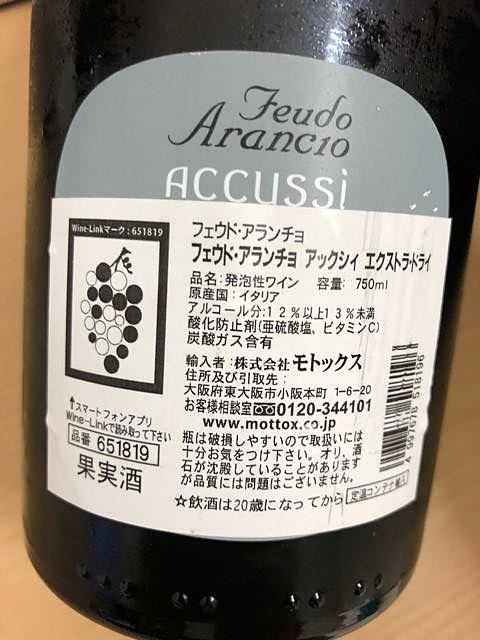 Feudo
Arancio
ACCUSSì
Wine-Linkマーク:651819
↑スマートフォンアプリ
Wine-Linkで読み取って下さい
品番 651819
果実酒
フェウド・アランチョ
フェウド・アランチョ アックシィ エクストラ・ドライ
品名:発泡性ワイン 容量: 750ml
原産国:イタリア
アルコール分:12%以上13%未満
酸化防止剤(亜硫酸塩、ビタミンC)
炭酸ガス含有
輸入者:株式会社モトックス
住所及び引取先:
大阪府東大阪市小阪本町 1-6-20
お客様相談室 0120-344101
www.mottox.co.jp
瓶は破損しやすいので取扱いには
十分お気をつけ下さい。オリ、酒
石が沈殿していることがあります
が品質には問題はございません。
☆飲酒は20歳になってから
定温コンテナ輸入
4 997678 518196